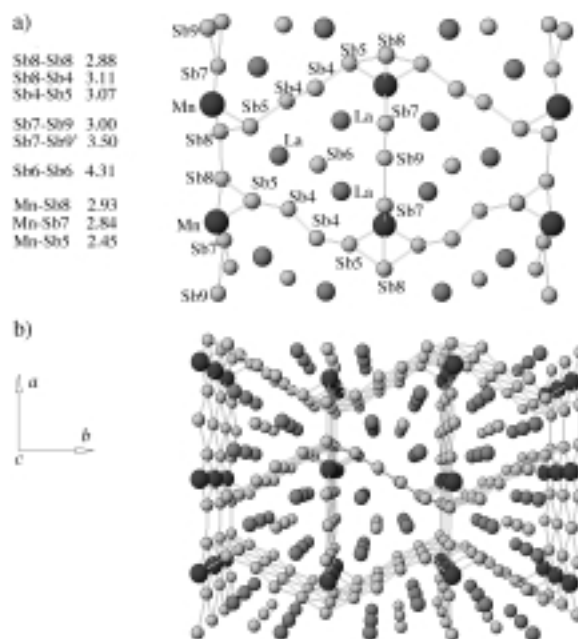 a)
Sb8-Sb8 2.88
Sb8-Sb4 3.11
Sb4-Sb5 3.07
Sb7-Sb9 3.00
Sb7-Sb9' 3.50
Sb6-Sb6 4.31
Mn-Sb8 2.93
Mn-Sb7 2.84
Mn-Sb5 2.45
Sb9
Sb7
Mn
Sb8
Sb5
Sb4
Sb4
Sb5
Sb8
La
Sb7
La
Sb6
Sb9
Sb8
Sb5
Sb4
La
Sb7
Mn
Sb4
Sb7
Sb5
Sb8
Sb9
b)
a
b
c